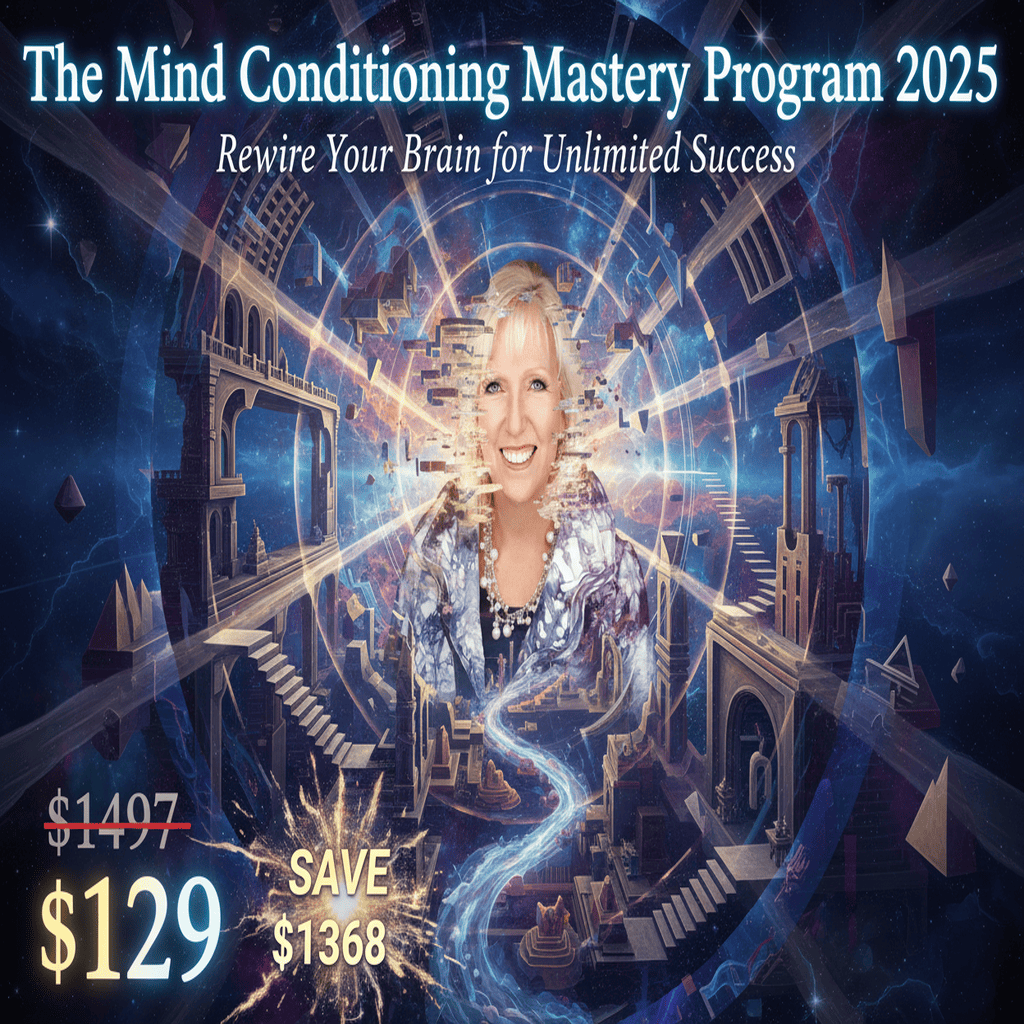 The Mind Conditioning Mastery Program 2025
Rewire Your Brain for Unlimited Success
$1497
$129
SAVE
$1368